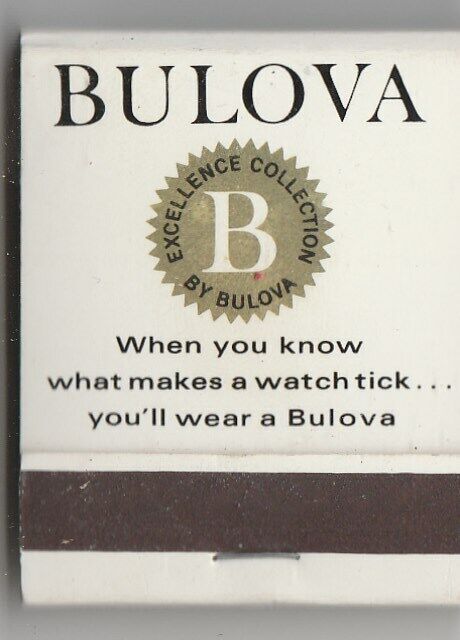 BULOVA
EXCELLENCE COLLECTION
B
BY BULOVA
When you know
what makes a watch tick...
you'll wear a Bulova